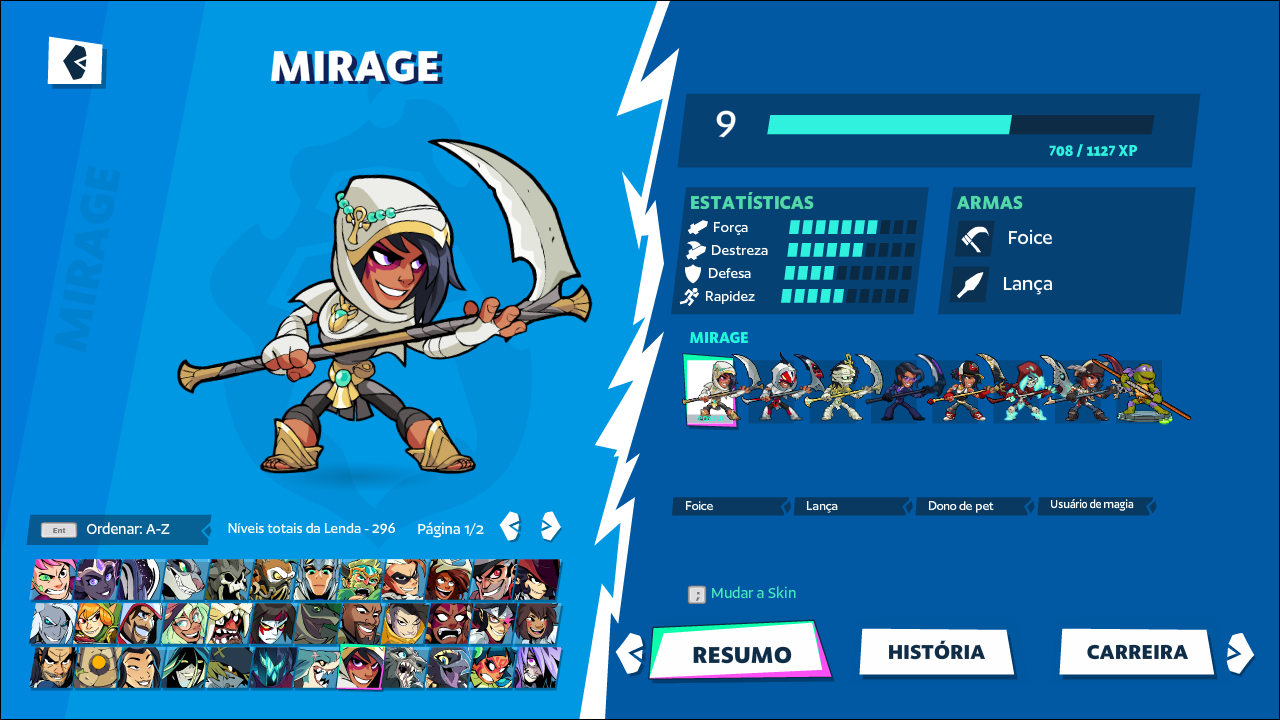 MIRAGE
MIRAGE
9
708 / 1127 XP
ESTATÍSTICAS
Força
Destreza
Defesa
Rapidez
ARMAS
Foice
Lança
MIRAGE
Foice
Lança
Dono de pet
Usuário de magia
Ent
Ordenar: A-Z
Níveis totais da Lenda - 296
Página 1/2
; Mudar a Skin
RESUMO
HISTÓRIA
CARREIRA